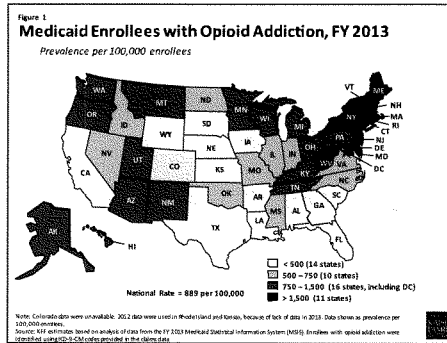 Figure 1
Medicaid Enrollees with Opioid Addiction, FY 2013
Prevalence per 100,000 enrollees
WA
MT
ND
MN
VT
ME
NH
OR
ID
SD
WI
MI
NY
MA
RI
WY
CT
NV
NE
IA
PA
NJ
IL
IN
OH
DE
UT
CO
MD
CA
KS
MO
WV
VA
KY
DC
NC
TN
AZ
NM
OK
AR
SC
MS
AL
GA
AK
TX
LA
HI
FL
< 500 (14 states)
500 – 750 (10 states)
750 – 1,500 (16 states, including DC)
> 1,500 (11 states)
National Rate = 889 per 100,000
Note: Colorado data were unavailable. 2012 data were used in Rhode Island and Kansas, because of lack of data in 2013. Data shown as prevalence per
100,000 enrollees.
Source: KFF estimates based on analysis of data from the FY 2013 Medicaid Statistical Information System (MSIS). Enrollees with opioid addiction were
identified using ICD-9-CM codes provided in the claims data.